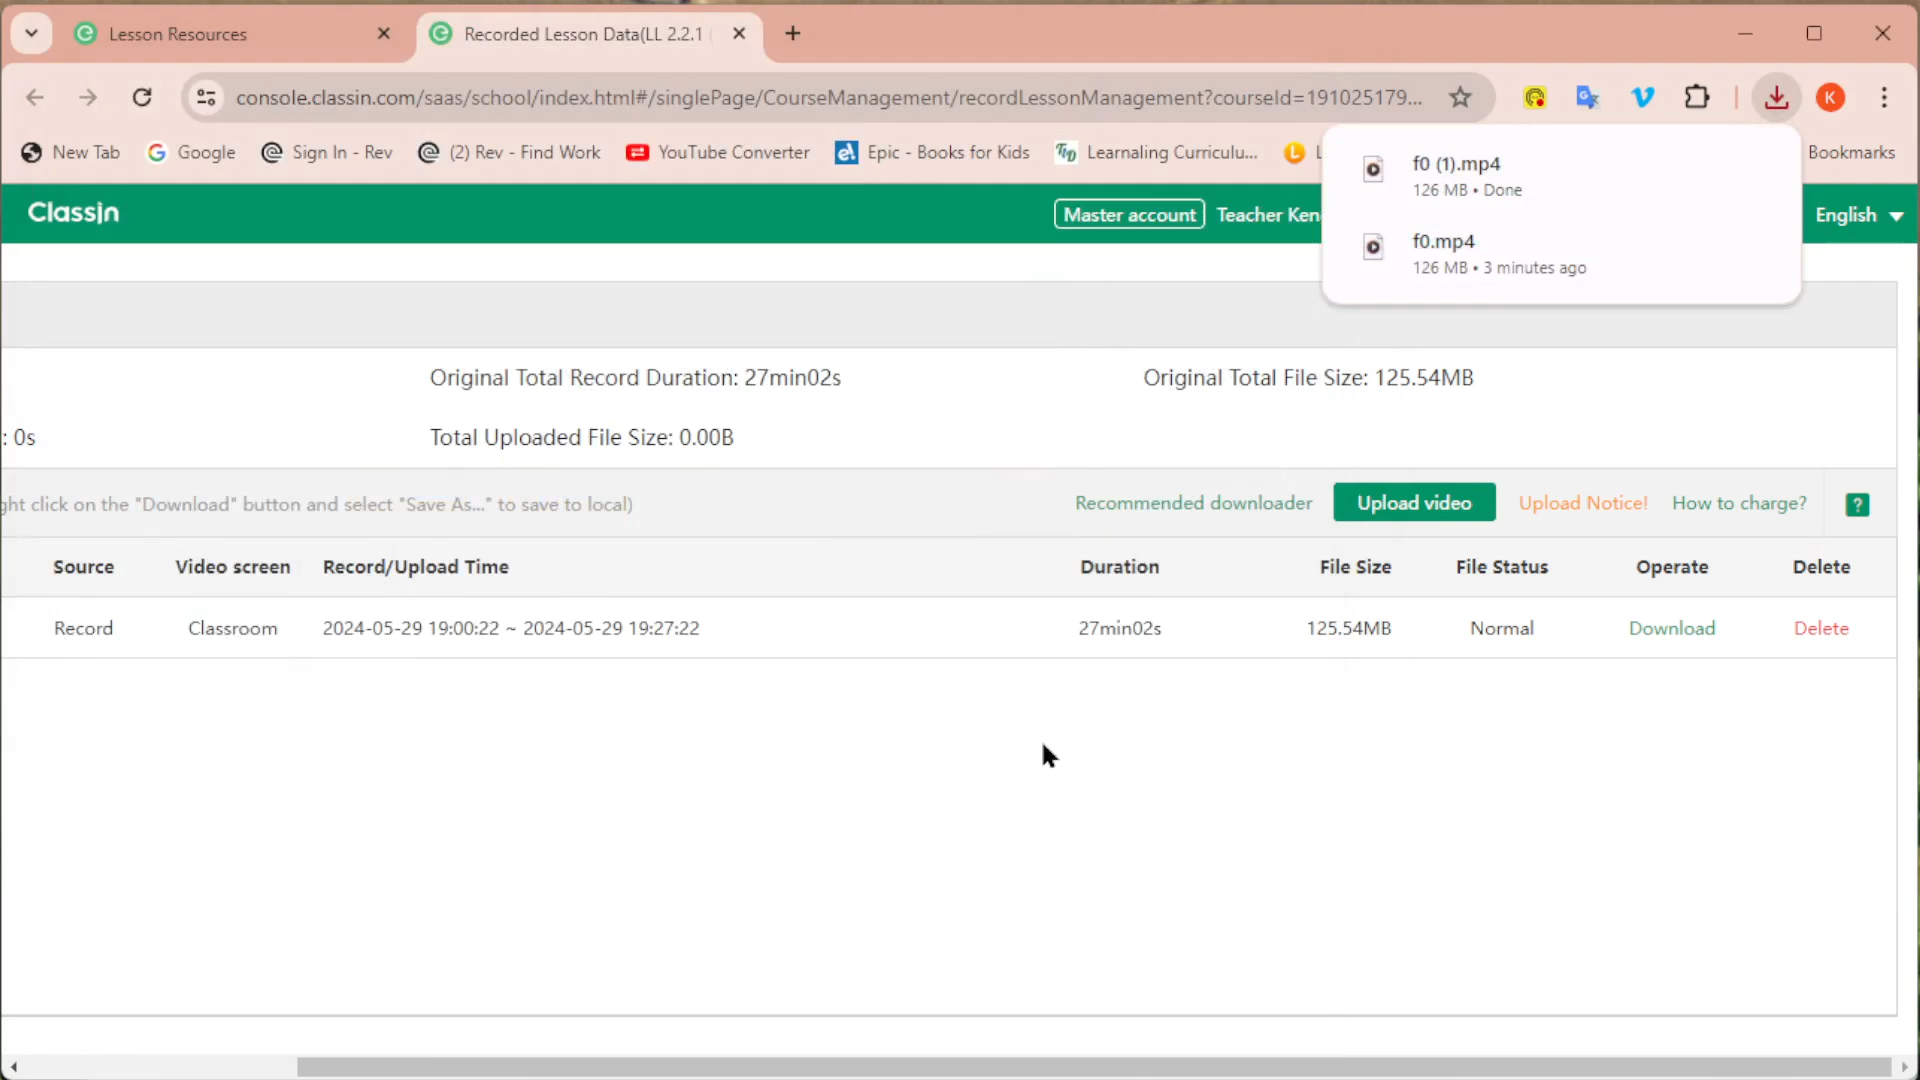 Lesson Resources
Recorded Lesson Data(LL 2.2.1
console.classin.com/saas/school/index.html#/singlePage/CourseManagement/recordLessonManagement?courseId=191025179...
K
New Tab
Google
Sign In - Rev
(2) Rev - Find Work
YouTube Converter
Epic - Books for Kids
Learnaling Curriculu...
Bookmarks
f0 (1).mp4
126 MB • Done
f0.mp4
126 MB • 3 minutes ago
ClassIn
Master account
Teacher Ken
English
Original Total Record Duration: 27min02s
Original Total File Size: 125.54MB
: 0s
Total Uploaded File Size: 0.00B
ght click on the "Download" button and select "Save As..." to save to local)
Recommended downloader
Upload video
Upload Notice!
How to charge?
?
Source Video screen Record/Upload Time Duration File Size File Status Operate Delete
Record Classroom 2024-05-29 19:00:22 ~ 2024-05-29 19:27:22 27min02s 125.54MB Normal Download Delete